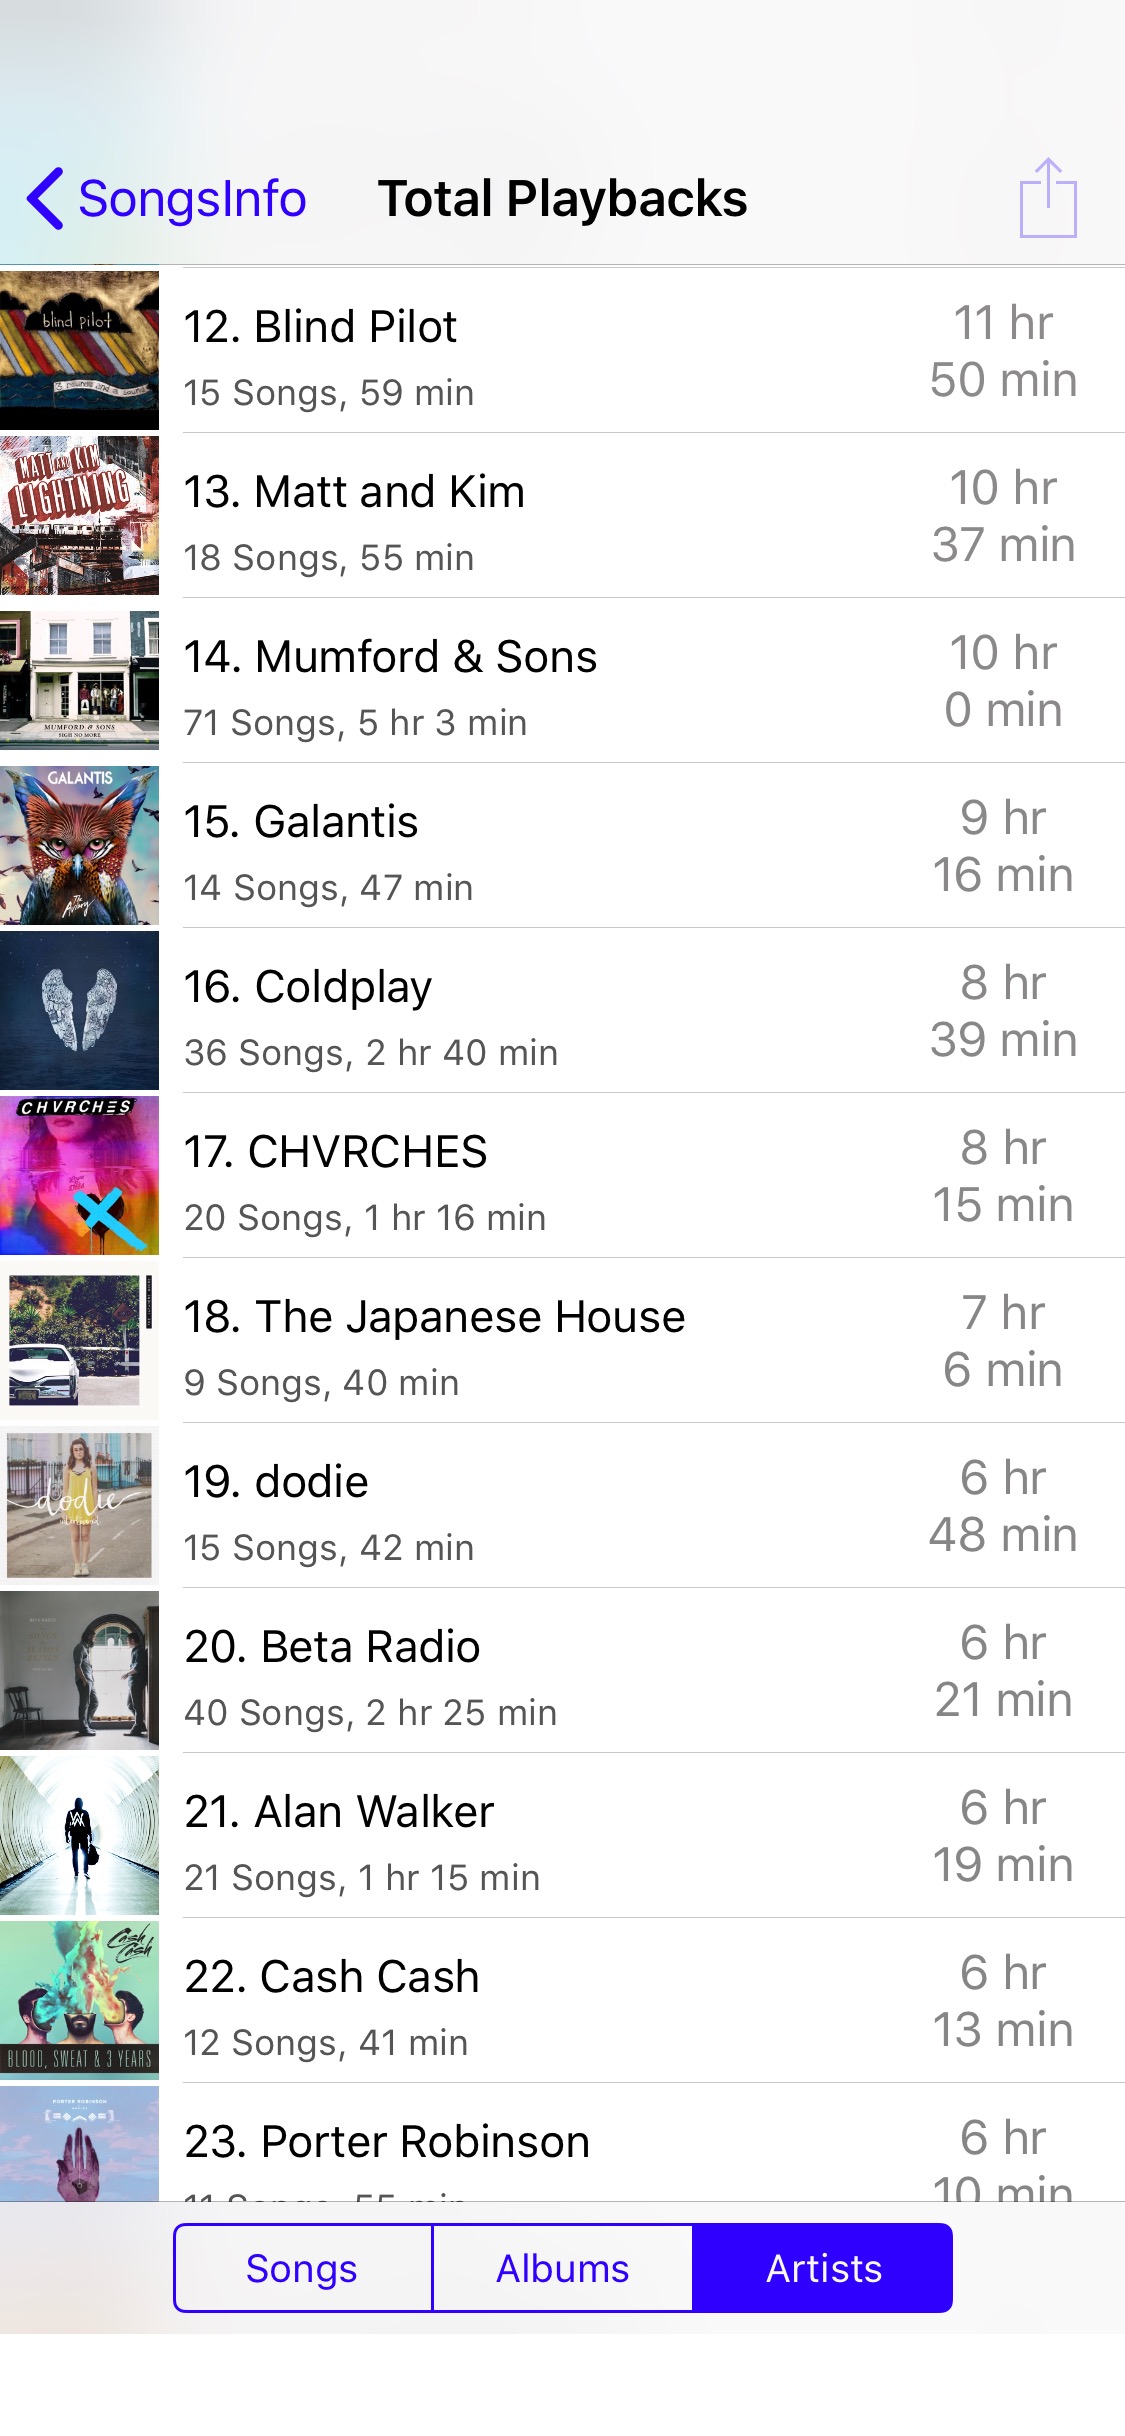 SongsInfo
Total Playbacks
blind pilot
3 rounds and a sound
12. Blind Pilot
15 Songs, 59 min
11 hr
50 min
MATT AND KIM
LIGHTNING
13. Matt and Kim
18 Songs, 55 min
10 hr
37 min
MUMFORD & SONS
SIGH NO MORE
14. Mumford & Sons
71 Songs, 5 hr 3 min
10 hr
0 min
GALANTIS
The
Aviary
15. Galantis
14 Songs, 47 min
9 hr
16 min
16. Coldplay
36 Songs, 2 hr 40 min
8 hr
39 min
CHVRCHES
17. CHVRCHES
20 Songs, 1 hr 16 min
8 hr
15 min
18. The Japanese House
9 Songs, 40 min
7 hr
6 min
dodie
19. dodie
15 Songs, 42 min
6 hr
48 min
20. Beta Radio
40 Songs, 2 hr 25 min
6 hr
21 min
21. Alan Walker
21 Songs, 1 hr 15 min
6 hr
19 min
Cash
Cash
BLOOD, SWEAT & 3 YEARS
22. Cash Cash
12 Songs, 41 min
6 hr
13 min
PORTER ROBINSON
23. Porter Robinson
11 Songs, 55 min
6 hr
10 min
Songs
Albums
Artists